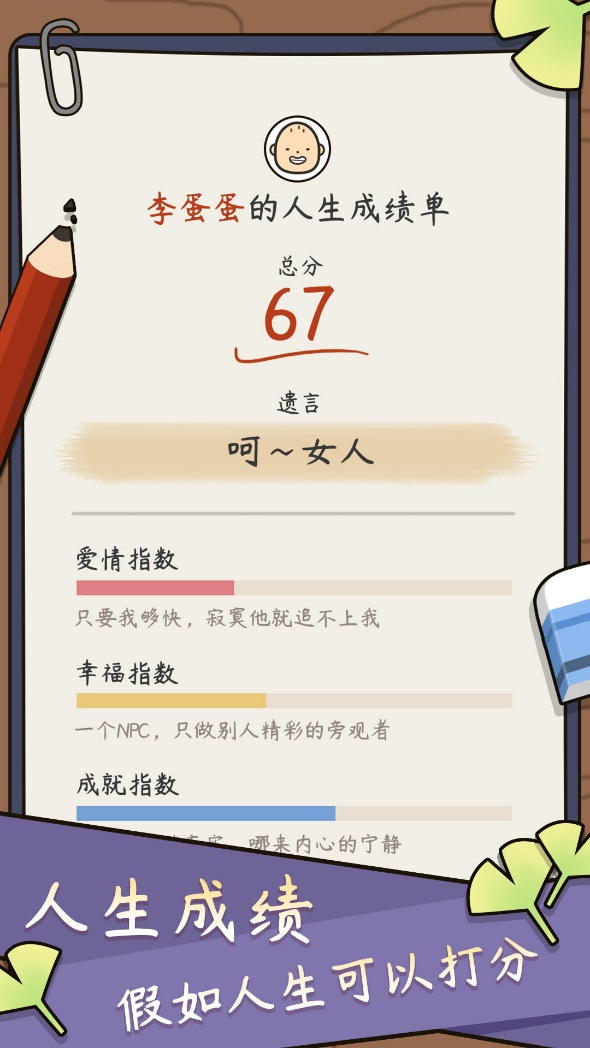 李蛋蛋的人生成绩单
总分
67
遗言
呵～女人
爱情指数
只要我够快，寂寞他就追不上我
幸福指数
一个NPC，只做别人精彩的旁观者
成就指数
哪来内心的宁静
人生成绩
假如人生可以打分